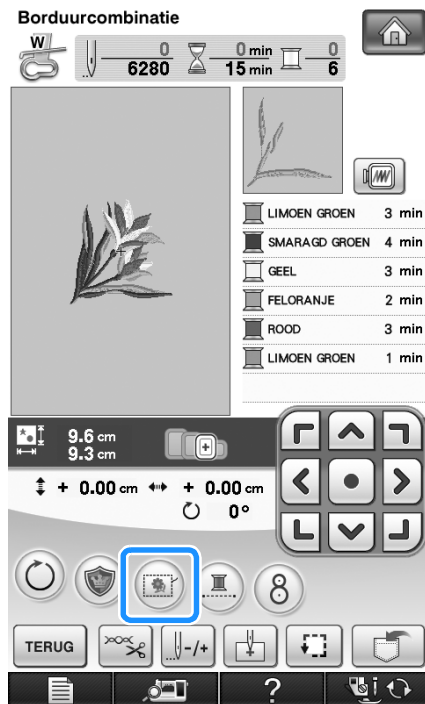 Borduurcombinatie
W
0 0 min 0
6280 15 min 6
LIMOEN GROEN 3 min
SMARAGD GROEN 4 min
GEEL 3 min
FELORANJE 2 min
ROOD 3 min
LIMOEN GROEN 1 min
9.6 cm
9.3 cm
+ 0.00 cm + 0.00 cm
0°
8
TERUG -/+
?